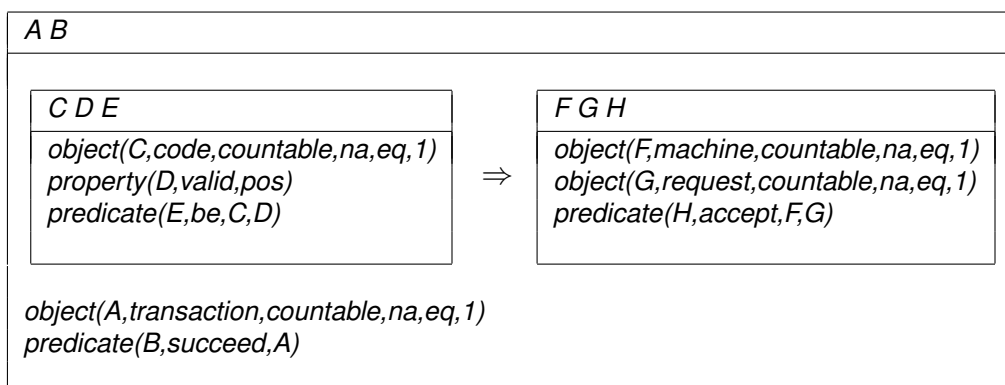 A B
C D E
object(C,code,countable,na,eq,1)
property(D,valid,pos)
predicate(E,be,C,D)
⇒
F G H
object(F,machine,countable,na,eq,1)
object(G,request,countable,na,eq,1)
predicate(H,accept,F,G)
object(A,transaction,countable,na,eq,1)
predicate(B,succeed,A)